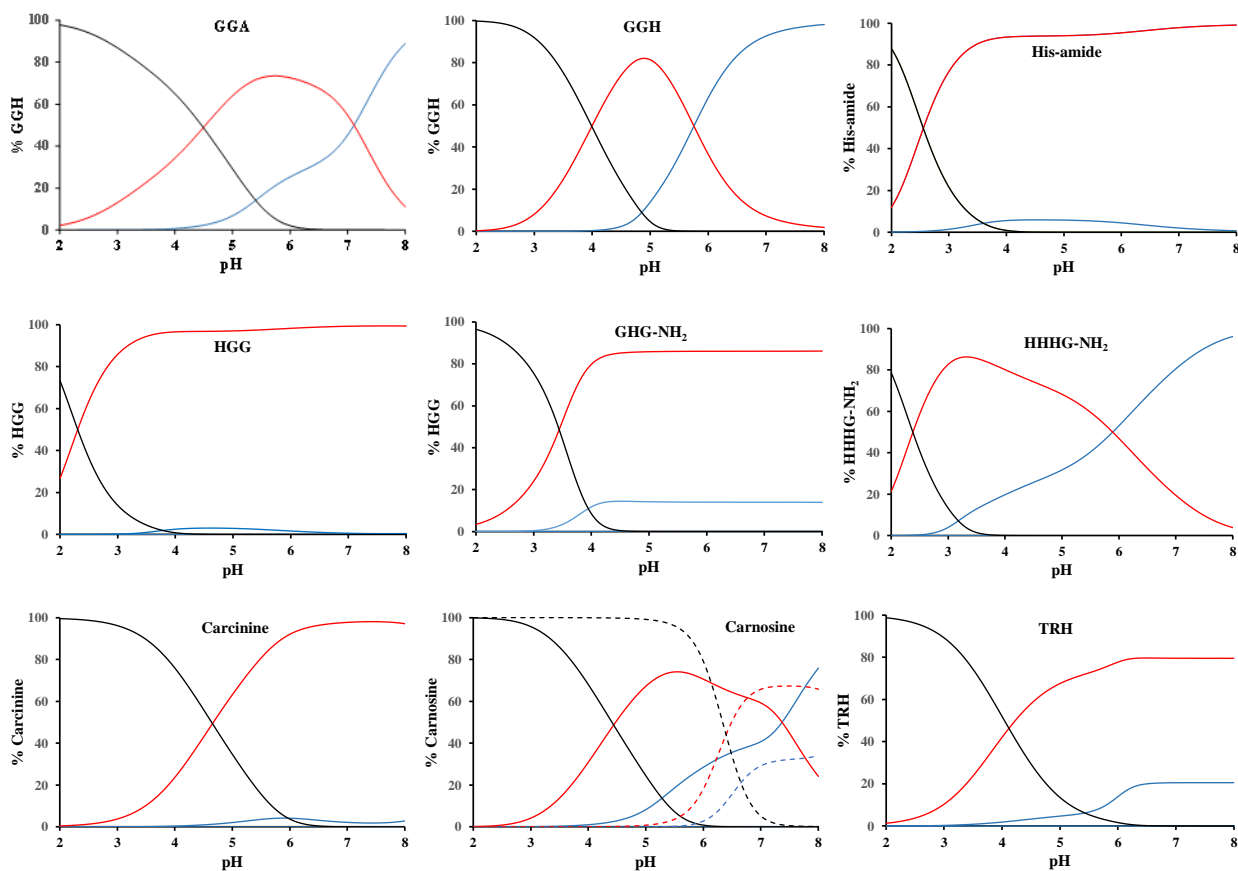 GGA
% GGH
100
80
60
40
20
0
2 3 4 5 6 7 8
pH
GGH
% GGH
100
80
60
40
20
0
2 3 4 5 6 7 8
pH
His-amide
% His-amide
100
80
60
40
20
0
2 3 4 5 6 7 8
pH
HGG
% HGG
100
80
60
40
20
0
2 3 4 5 6 7 8
pH
GHG-NH₂
% HGG
100
80
60
40
20
0
2 3 4 5 6 7 8
pH
HHHG-NH₂
% HHHG-NH₂
100
80
60
40
20
0
2 3 4 5 6 7 8
pH
Carcinine
% Carcinine
100
80
60
40
20
0
2 3 4 5 6 7 8
pH
Carnosine
% Carnosine
100
80
60
40
20
0
2 3 4 5 6 7 8
pH
TRH
% TRH
100
80
60
40
20
0
2 3 4 5 6 7 8
pH